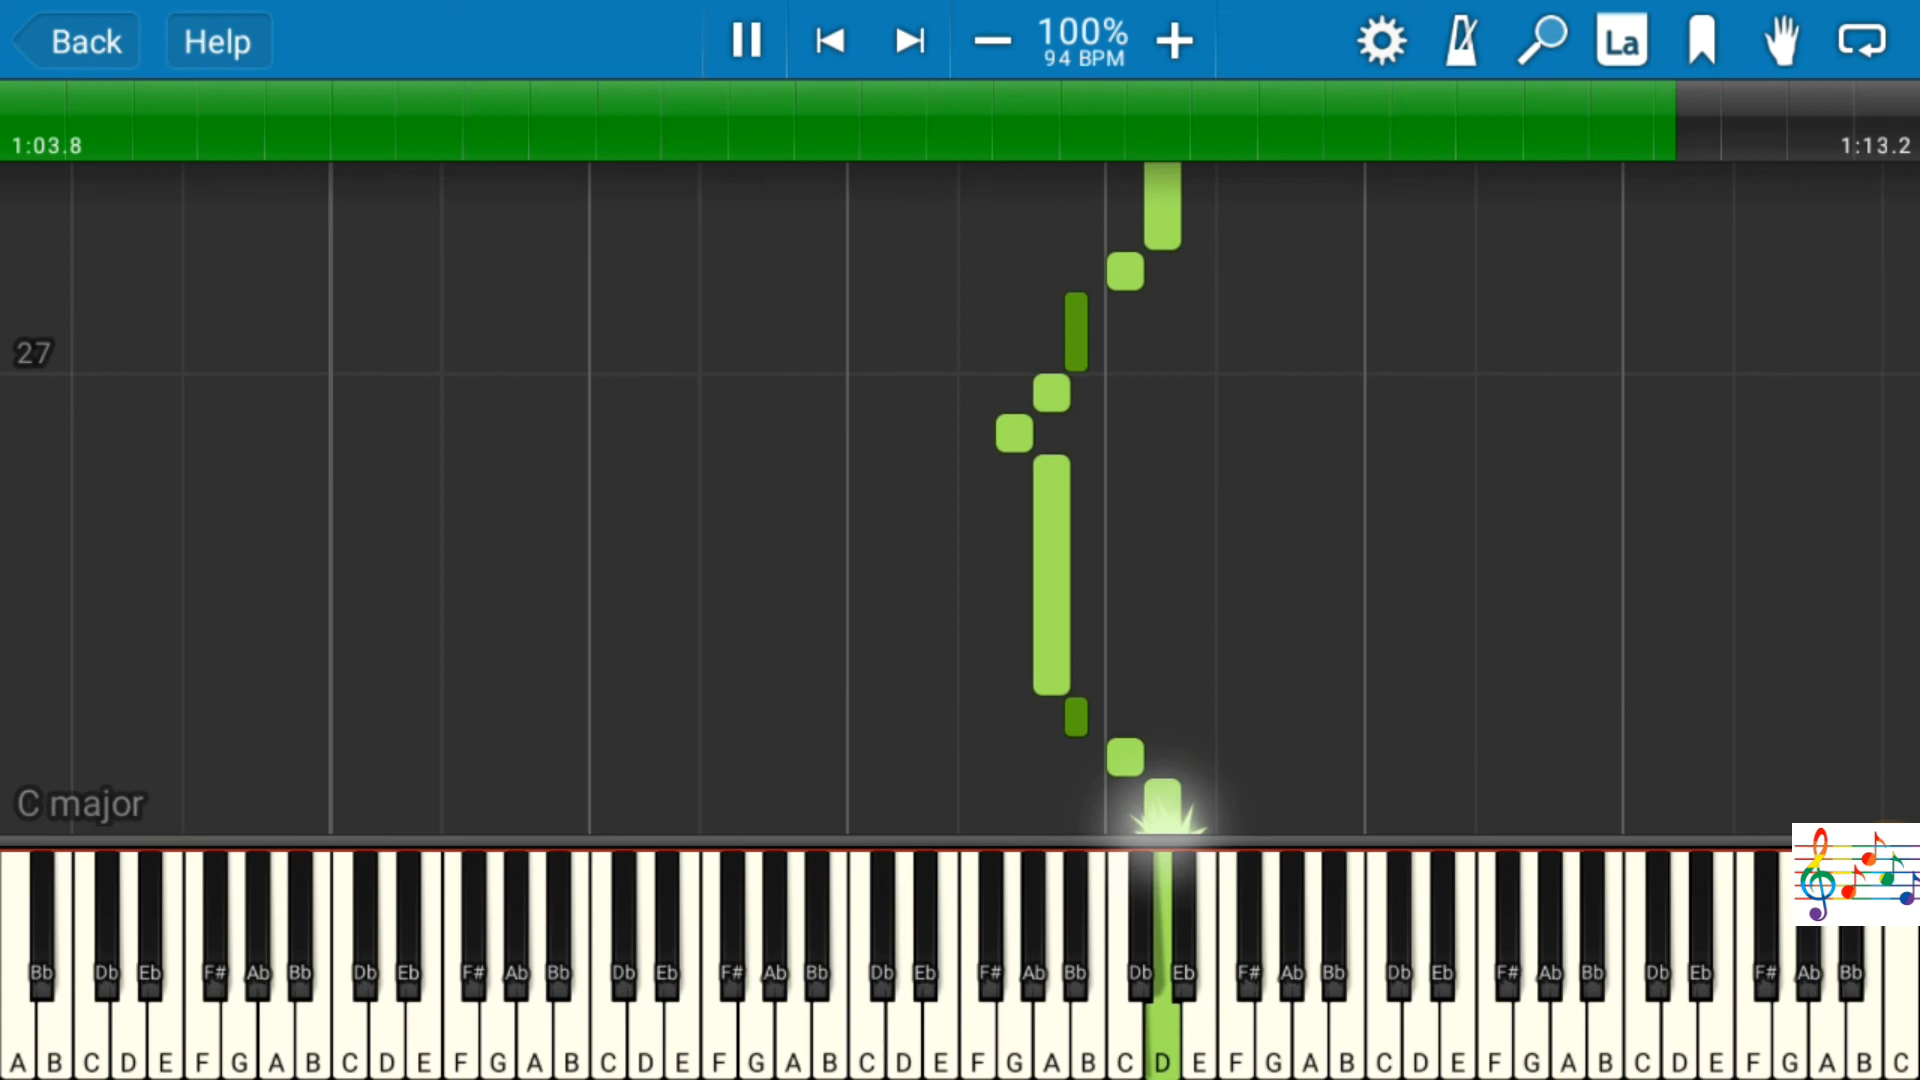 Back Help 100% La
94 BPM
1:03.8 1:13.2
27
C major
Bb Db Eb F# Ab Bb Db Eb F# Ab Bb Db Eb F# Ab Bb Db Eb F# Ab Bb Db Eb F# Ab Bb Db Eb F# Ab Bb Db Eb F# Ab Bb
A B C D E F G A B C D E F G A B C D E F G A B C D E F G A B C D E F G A B C D E F G A B C D E F G A B C